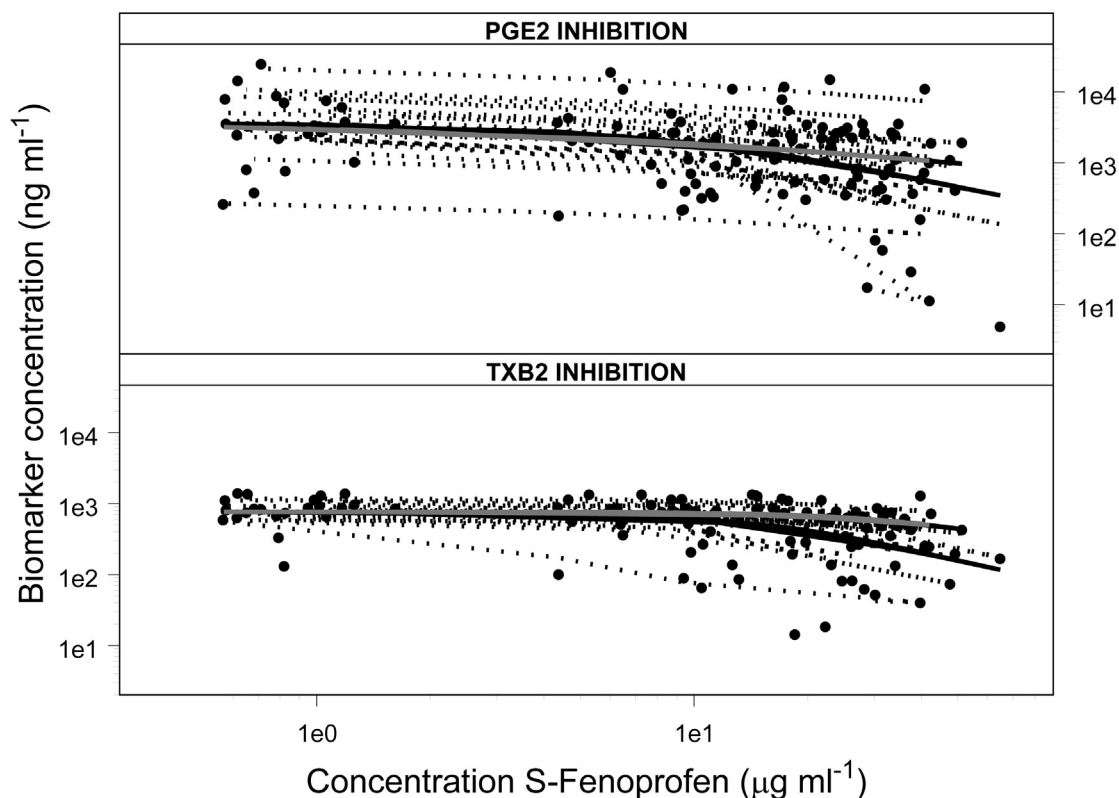 PGE2 INHIBITION
1e4
1e3
1e2
1e1
TXB2 INHIBITION
1e4
1e3
1e2
1e1
1e0
1e1
Biomarker concentration (ng ml⁻¹)
Concentration S-Fenoprofen (μg ml⁻¹)